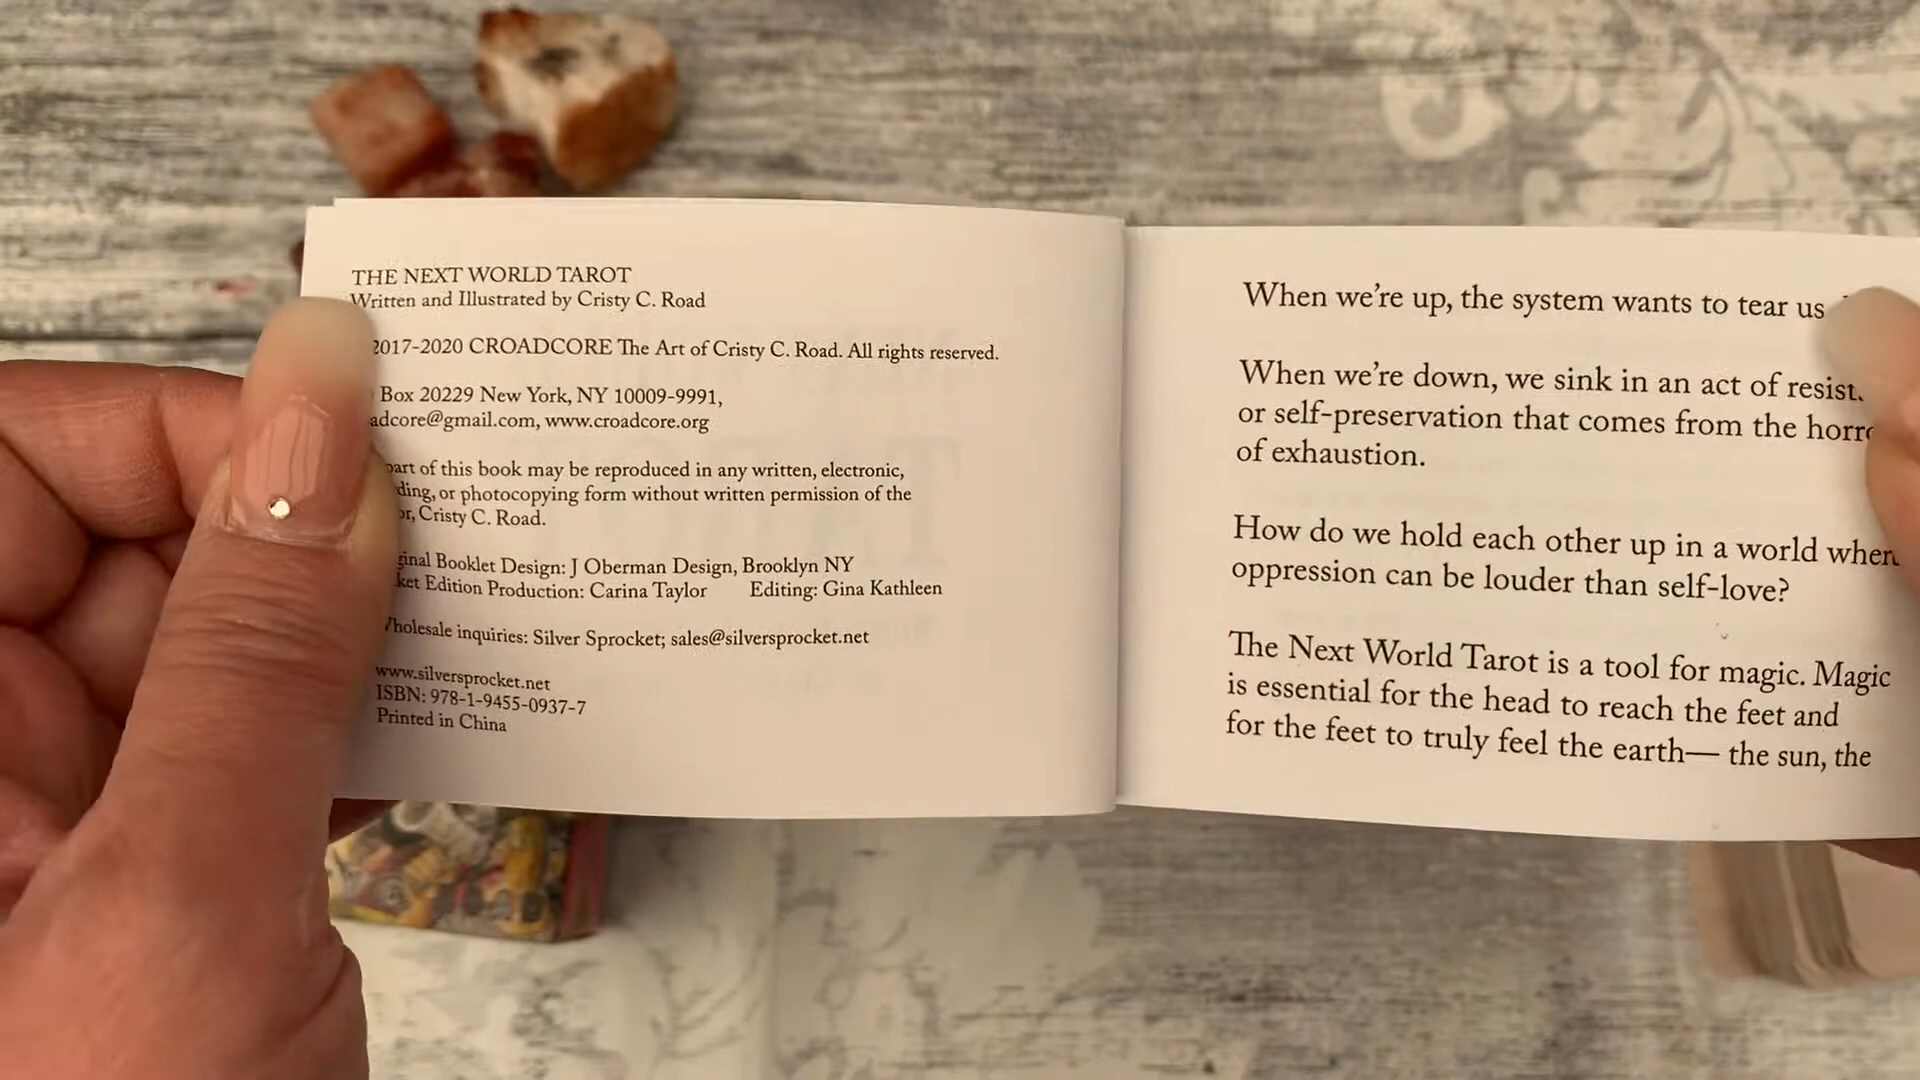 THE NEXT WORLD TAROT
Written and Illustrated by Cristy C. Road
2017-2020 CROADCORE The Art of Cristy C. Road. All rights reserved.
Box 20229 New York, NY 10009-9991,
adcore@gmail.com, www.croadcore.org
part of this book may be reproduced in any written, electronic,
ding, or photocopying form without written permission of the
or, Cristy C. Road.
ginal Booklet Design: J Oberman Design, Brooklyn NY
ket Edition Production: Carina Taylor Editing: Gina Kathleen
Wholesale inquiries: Silver Sprocket; sales@silversprocket.net
www.silversprocket.net
ISBN: 978-1-9455-0937-7
Printed in China
When we're up, the system wants to tear us
When we're down, we sink in an act of resist
or self-preservation that comes from the horr
of exhaustion.
How do we hold each other up in a world when
oppression can be louder than self-love?
The Next World Tarot is a tool for magic. Magic
is essential for the head to reach the feet and
for the feet to truly feel the earth— the sun, the